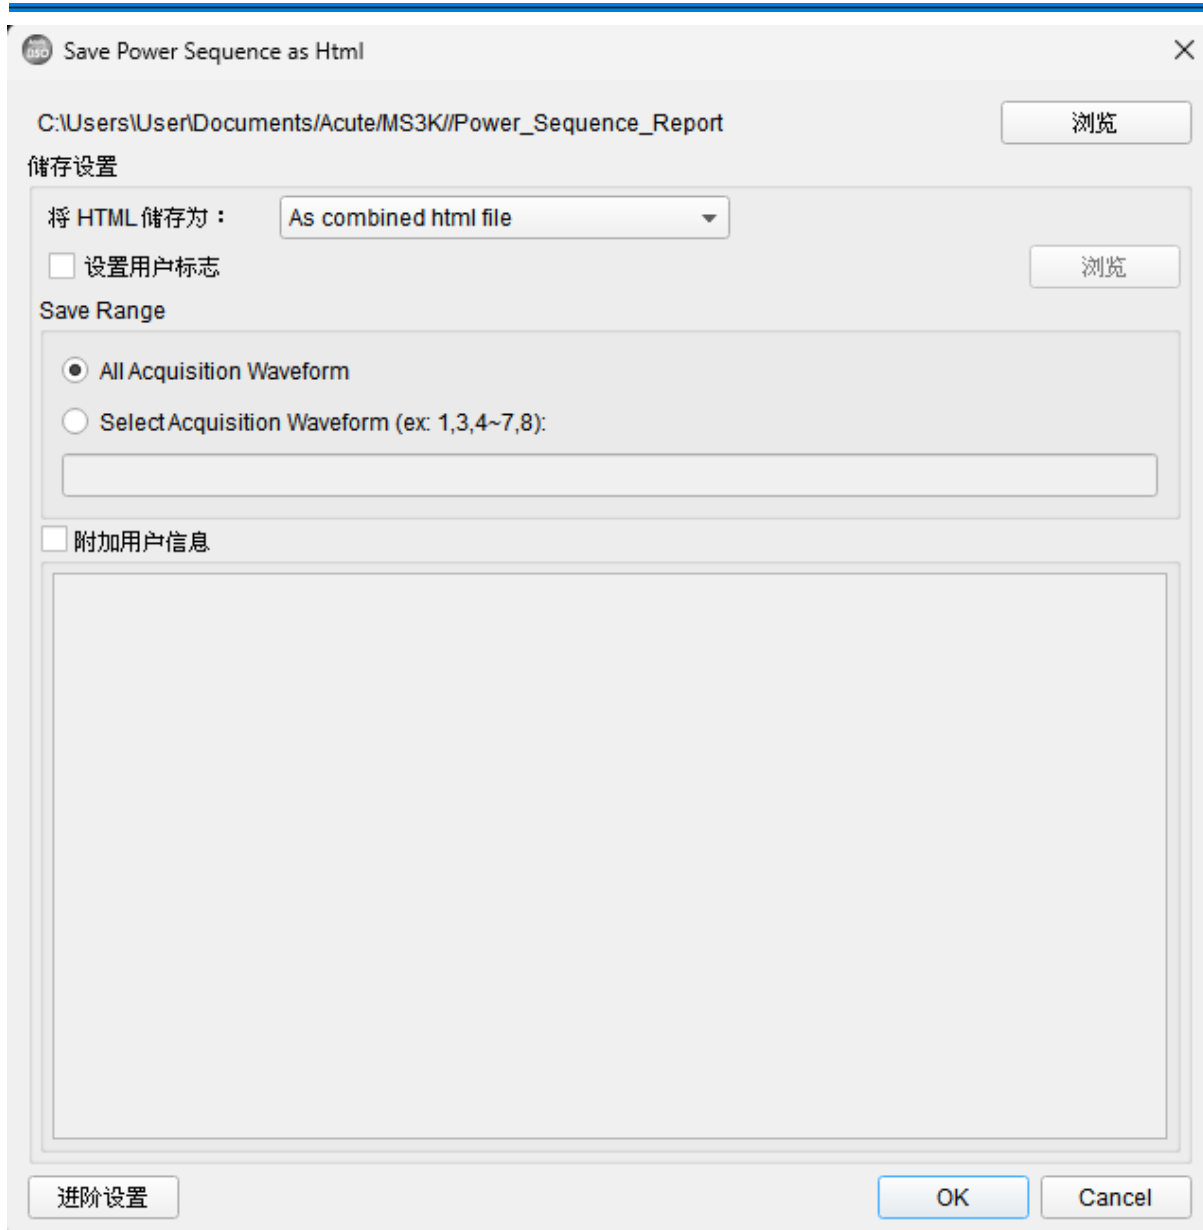 Save Power Sequence as Html
C:\Users\User\Documents/Acute/MS3K//Power_Sequence_Report
浏览
储存设置
将 HTML 储存为：
As combined html file
设置用户标志
浏览
Save Range
All Acquisition Waveform
Select Acquisition Waveform (ex: 1,3,4~7,8):
附加用户信息
进阶设置
OK
Cancel